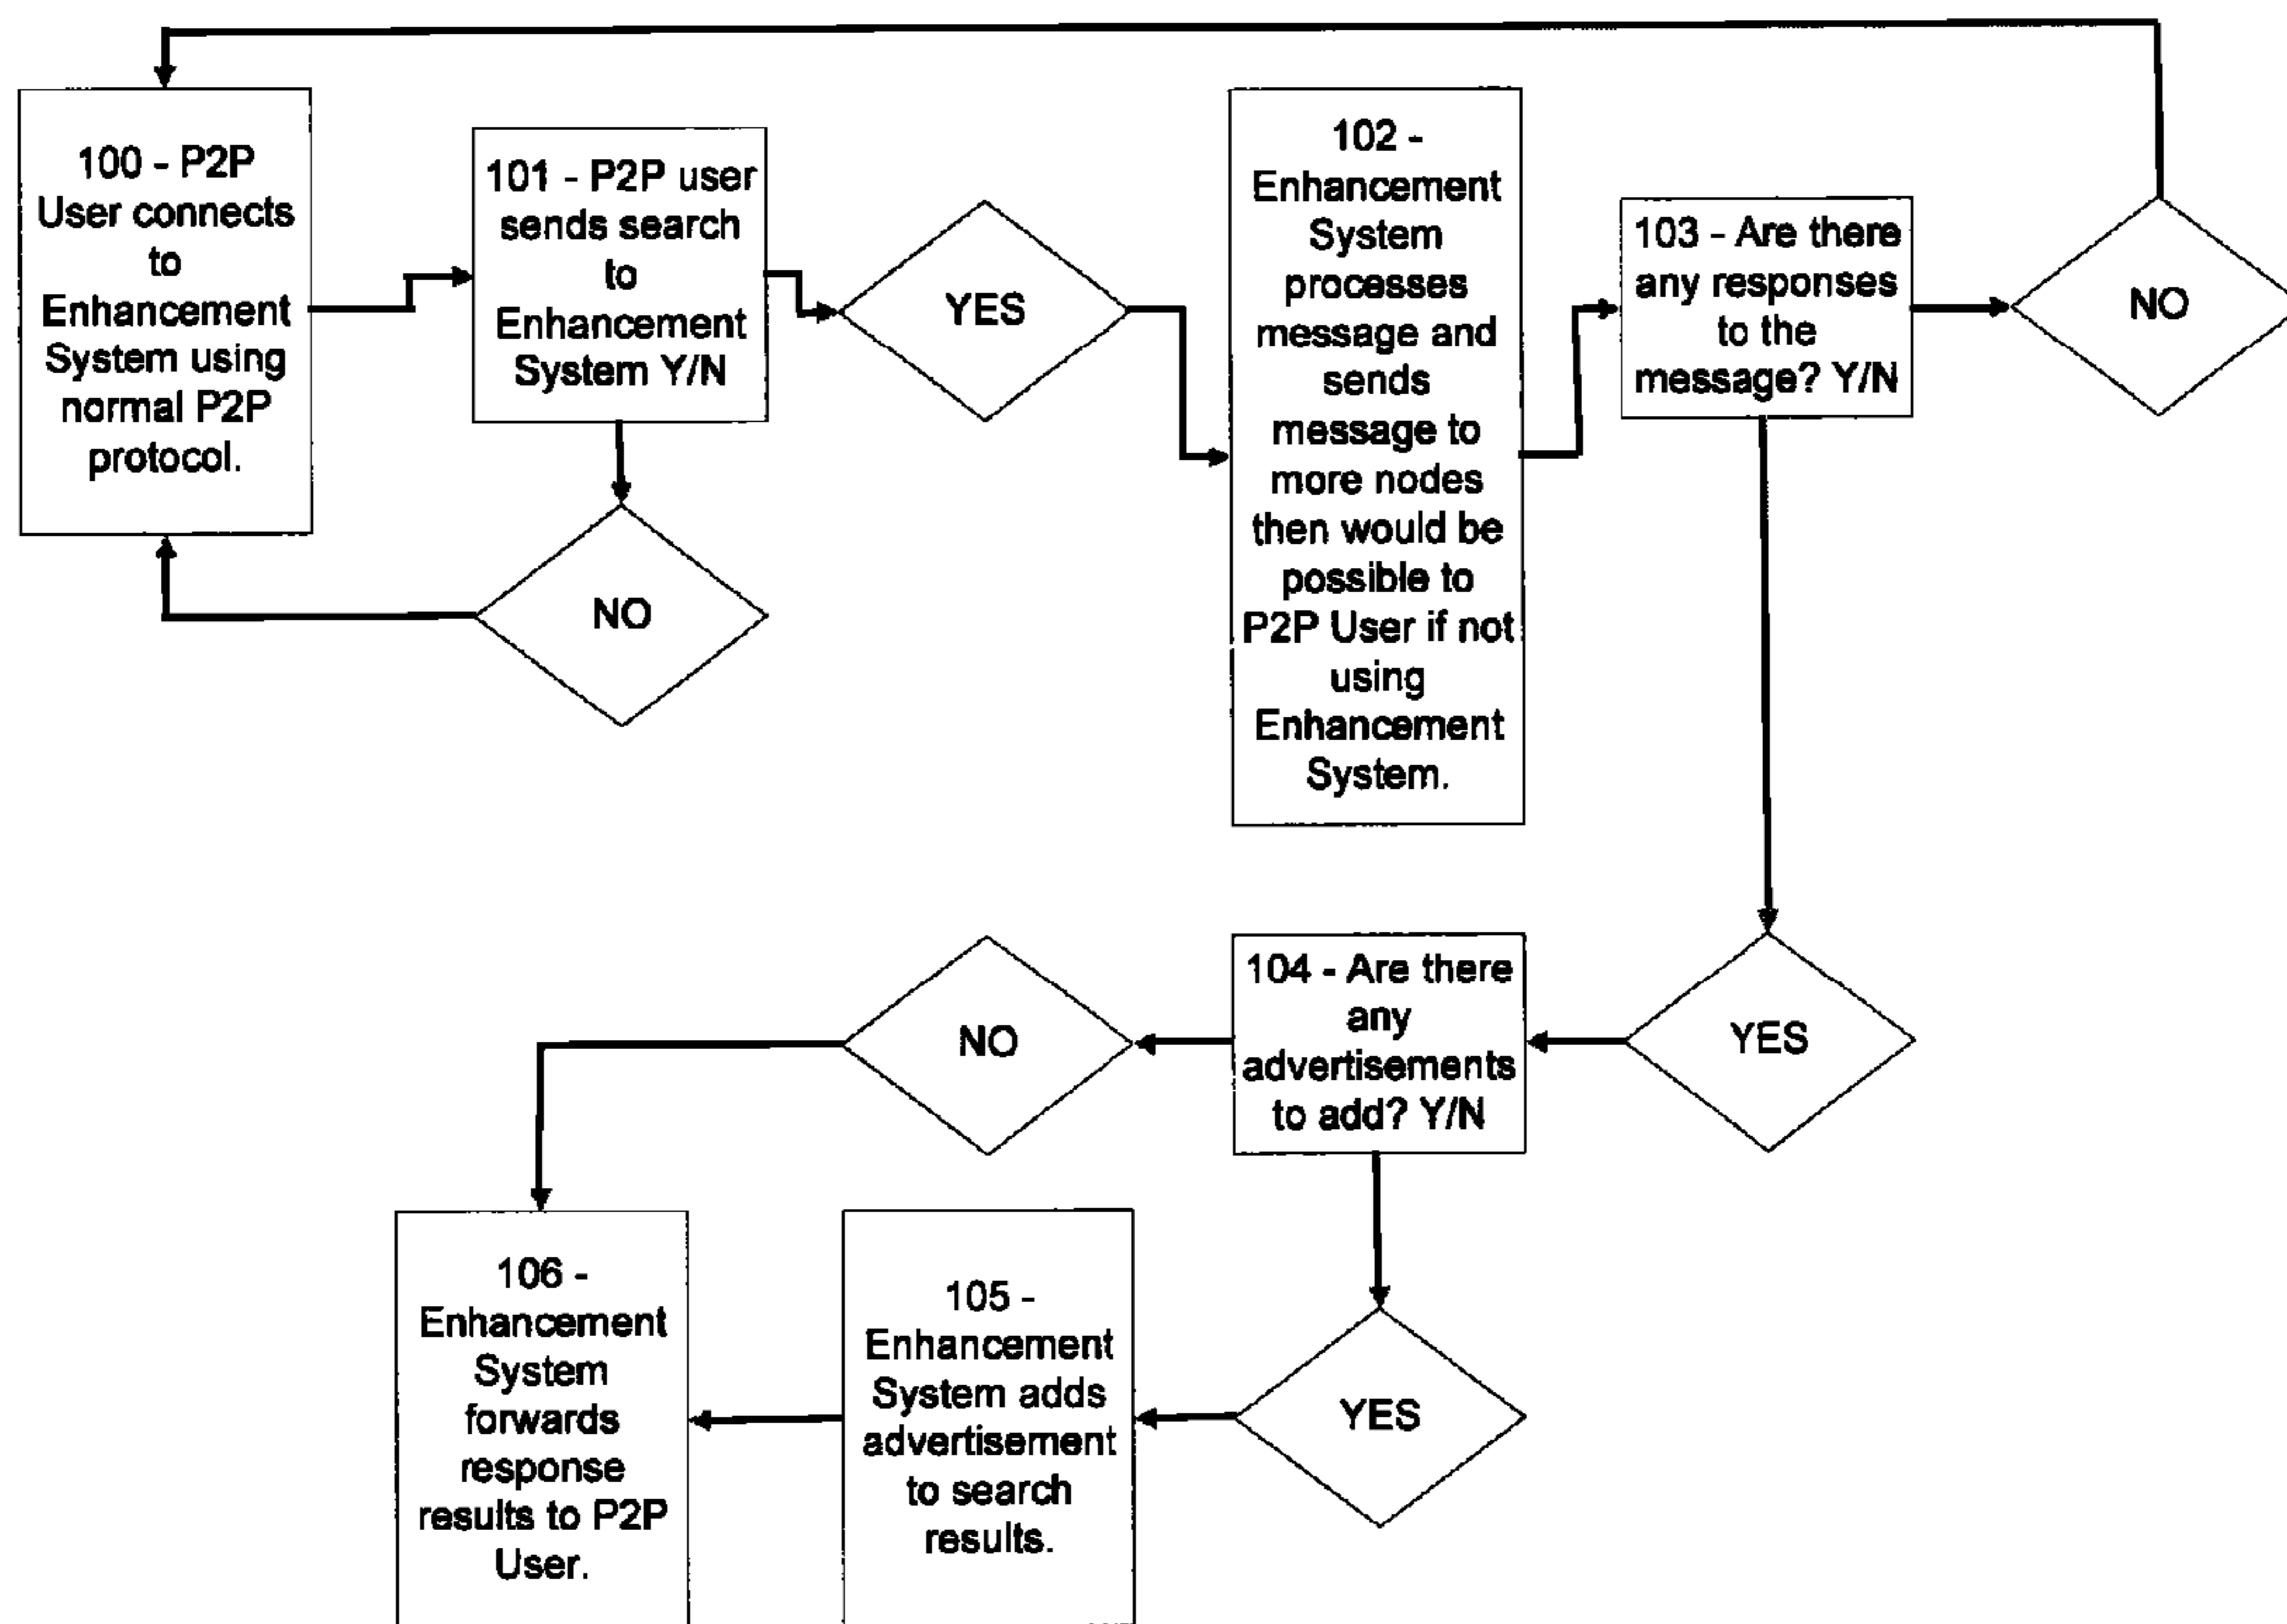 100 - P2P
User connects
to
Enhancement
System using
normal P2P
protocol.
101 - P2P user
sends search
to
Enhancement
System Y/N
YES
NO
102 -
Enhancement
System
processes
message and
sends
message to
more nodes
then would be
possible to
P2P User if not
using
Enhancement
System.
103 - Are there
any responses
to the
message? Y/N
NO
YES
104 - Are there
any
advertisements
to add? Y/N
NO
YES
105 -
Enhancement
System adds
advertisement
to search
results.
106 -
Enhancement
System
forwards
response
results to P2P
User.